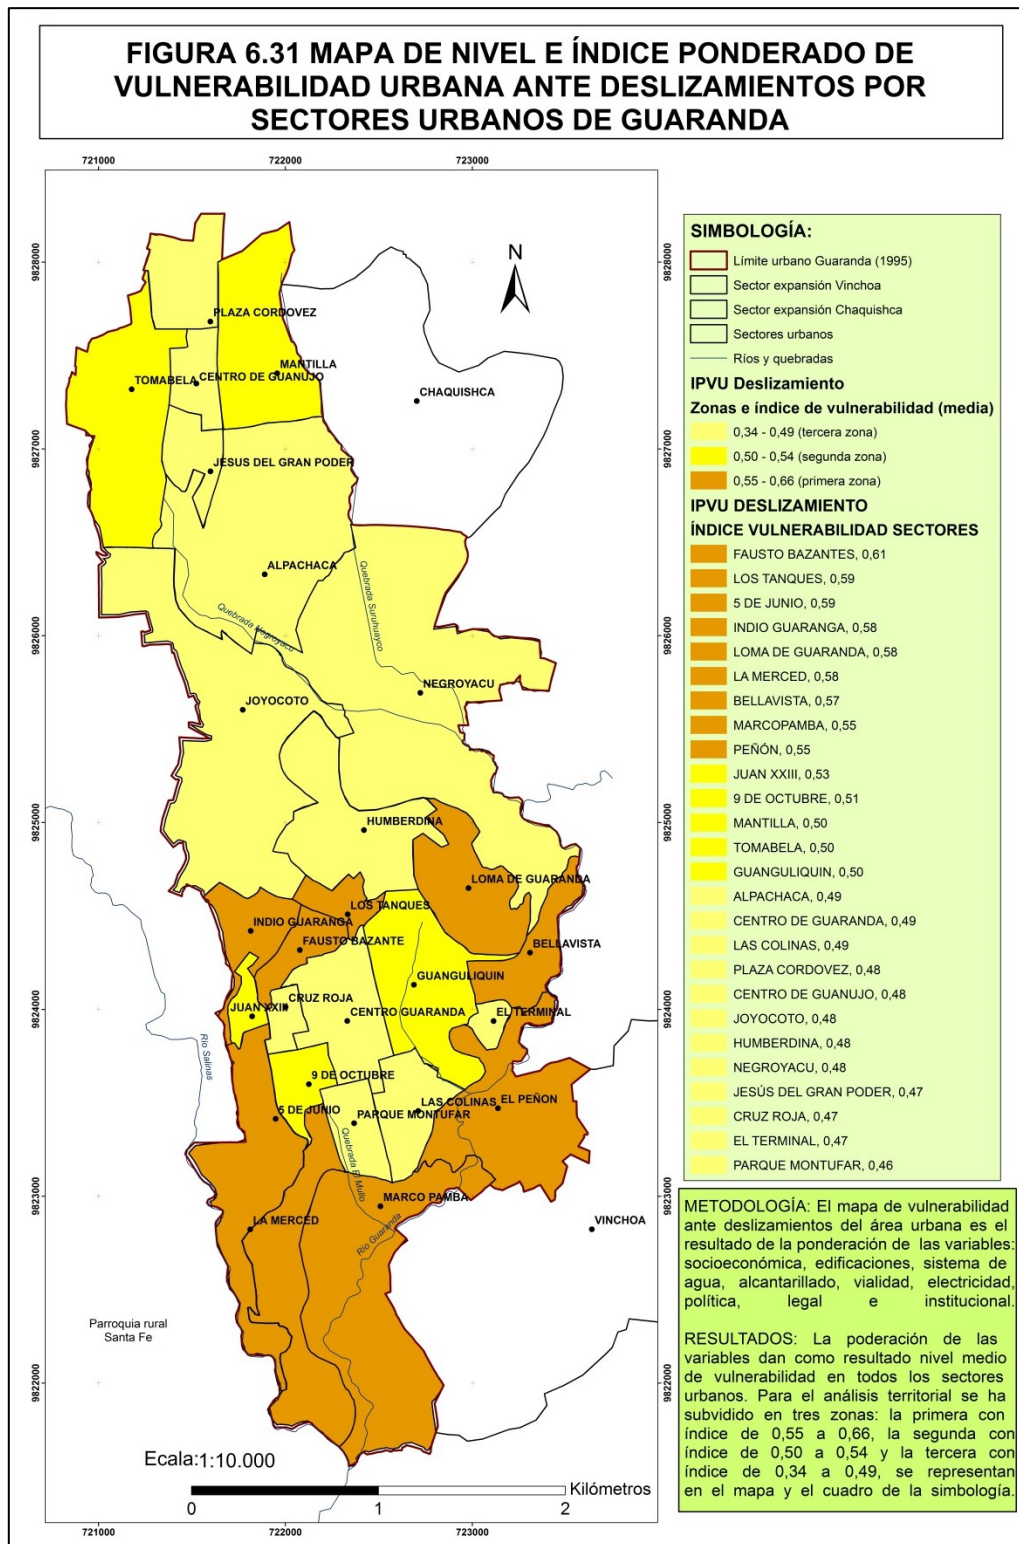 FIGURA 6.31 MAPA DE NIVEL E ÍNDICE PONDERADO DE
VULNERABILIDAD URBANA ANTE DESLIZAMIENTOS POR
SECTORES URBANOS DE GUARANDA
721000
722000
723000
9828000
9827000
9826000
9825000
9824000
9823000
9822000
N
PLAZA CORDOVEZ
MANTILLA
TOMABELA
CENTRO DE GUANUJO
CHAQUISHCA
JESUS DEL GRAN PODER
ALPACHACA
Quebrada Suruhuayco
Quebrada Negroyacu
NEGROYACU
JOYOCOTO
HUMBERDINA
LOMA DE GUARANDA
LOS TANQUES
INDIO GUARANGA
FAUSTO BAZANTE
BELLAVISTA
GUANGULIQUIN
CRUZ ROJA
JUAN XXIII
CENTRO GUARANDA
EL TERMINAL
Río Salinas
9 DE OCTUBRE
5 DE JUNIO
LAS COLINAS
EL PEÑON
PARQUE MONTUFAR
Quebrada El Mullo
MARCO PAMBA
LA MERCED
Río Guaranda
VINCHOA
Parroquia rural
Santa Fe
Ecala:1:10.000
Kilómetros
0
1
2
721000
722000
723000
9828000
9827000
9826000
9825000
9824000
9823000
9822000
SIMBOLOGÍA:
Límite urbano Guaranda (1995)
Sector expansión Vinchoa
Sector expansión Chaquishca
Sectores urbanos
Ríos y quebradas
IPVU Deslizamiento
Zonas e índice de vulnerabilidad (media)
0,34 - 0,49 (tercera zona)
0,50 - 0,54 (segunda zona)
0,55 - 0,66 (primera zona)
IPVU DESLIZAMIENTO
ÍNDICE VULNERABILIDAD SECTORES
FAUSTO BAZANTES, 0,61
LOS TANQUES, 0,59
5 DE JUNIO, 0,59
INDIO GUARANGA, 0,58
LOMA DE GUARANDA, 0,58
LA MERCED, 0,58
BELLAVISTA, 0,57
MARCOPAMBA, 0,55
PEÑÓN, 0,55
JUAN XXIII, 0,53
9 DE OCTUBRE, 0,51
MANTILLA, 0,50
TOMABELA, 0,50
GUANGULIQUIN, 0,50
ALPACHACA, 0,49
CENTRO DE GUARANDA, 0,49
LAS COLINAS, 0,49
PLAZA CORDOVEZ, 0,48
CENTRO DE GUANUJO, 0,48
JOYOCOTO, 0,48
HUMBERDINA, 0,48
NEGROYACU, 0,48
JESÚS DEL GRAN PODER, 0,47
CRUZ ROJA, 0,47
EL TERMINAL, 0,47
PARQUE MONTUFAR, 0,46
METODOLOGÍA: El mapa de vulnerabilidad
ante deslizamientos del área urbana es el
resultado de la ponderación de las variables:
socioeconómica, edificaciones, sistema de
agua, alcantarillado, vialidad, electricidad,
política, legal e institucional.
RESULTADOS: La poderación de las
variables dan como resultado nivel medio
de vulnerabilidad en todos los sectores
urbanos. Para el análisis territorial se ha
subvidido en tres zonas: la primera con
índice de 0,55 a 0,66, la segunda con
índice de 0,50 a 0,54 y la tercera con
índice de 0,34 a 0,49, se representan
en el mapa y el cuadro de la simbología.